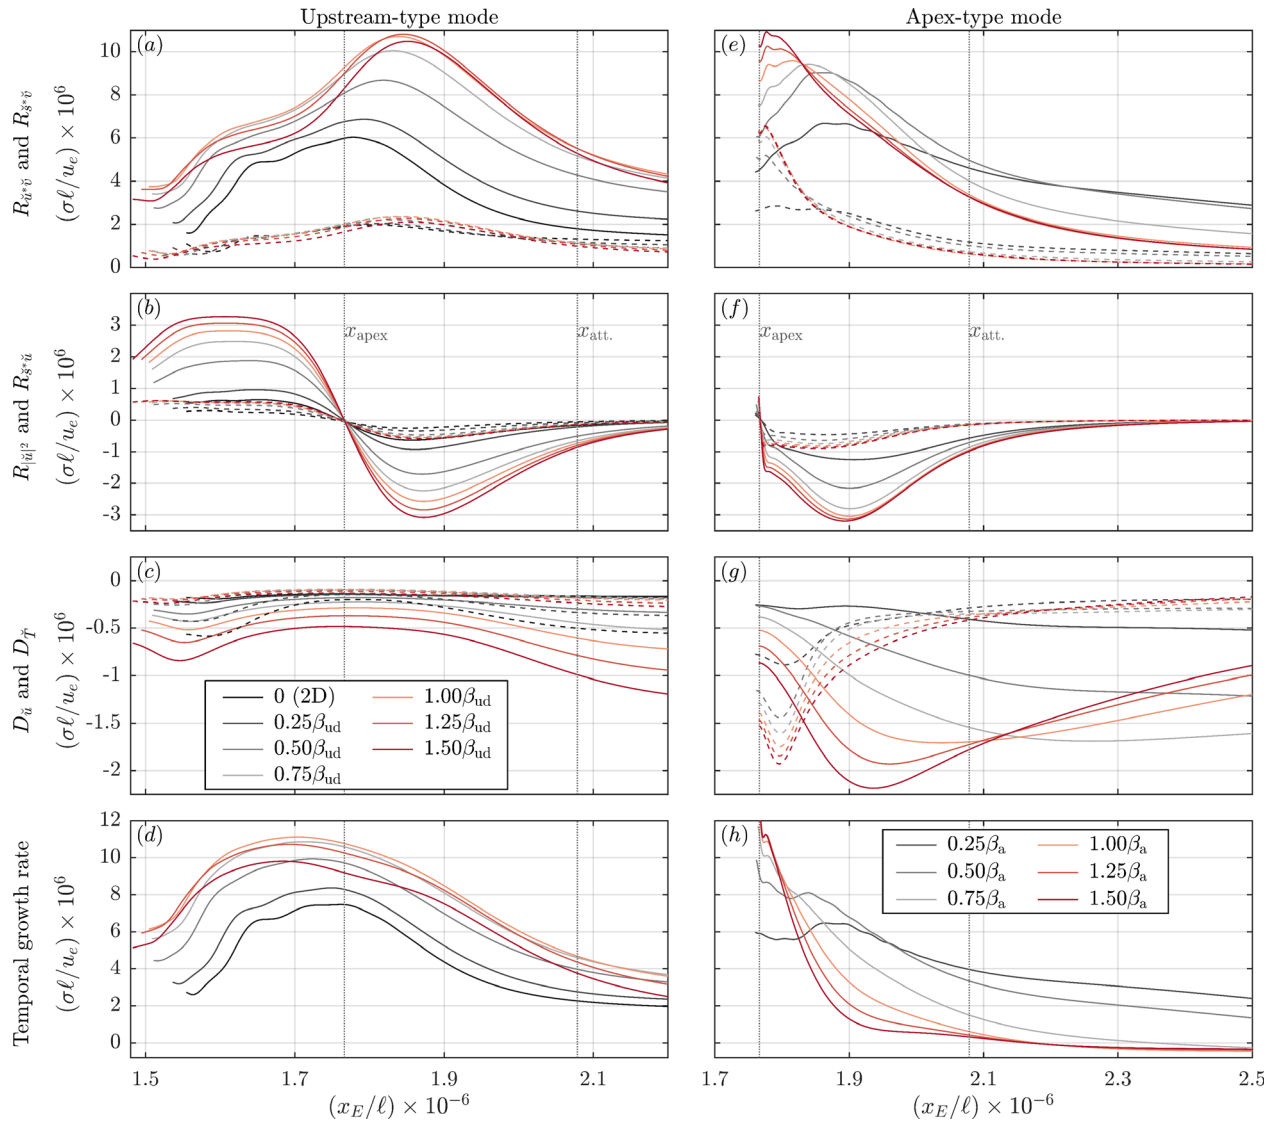 Upstream-type mode
Apex-type mode
R_{ŭ*v̆} and R_{s̆*v̆}
(σℓ/u_e) × 10^6
(a)
10
8
6
4
2
0
(e)
R_{|ŭ|^2} and R_{s̆*ŭ}
(σℓ/u_e) × 10^6
(b)
3
2
1
0
-1
-2
-3
x_apex
x_att.
(f)
x_apex
x_att.
D_ŭ and D_T̆
(σℓ/u_e) × 10^6
(c)
0
-0.5
-1
-1.5
-2
0 (2D)
0.25β_ud
0.50β_ud
0.75β_ud
1.00β_ud
1.25β_ud
1.50β_ud
(g)
Temporal growth rate
(σℓ/u_e) × 10^6
(d)
12
10
8
6
4
2
0
1.5
1.7
1.9
2.1
(x_E/ℓ) × 10^{-6}
(h)
0.25β_a
0.50β_a
0.75β_a
1.00β_a
1.25β_a
1.50β_a
1.7
1.9
2.1
2.3
2.5
(x_E/ℓ) × 10^{-6}